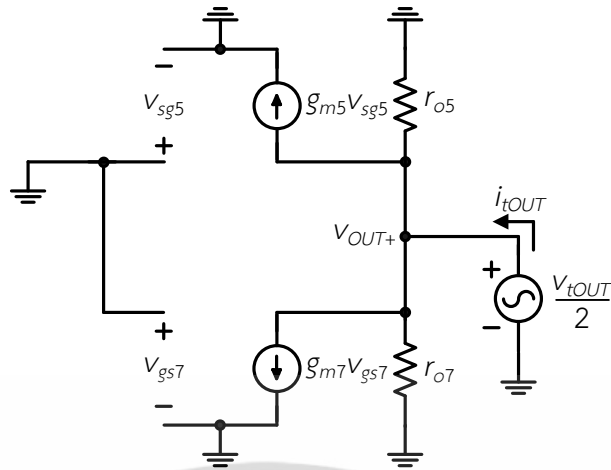 −
v_sg5
g_m5v_sg5
r_o5
+
i_tOUT
v_OUT+
+
v_tOUT
2
−
+
v_gs7
g_m7v_gs7
r_o7
−